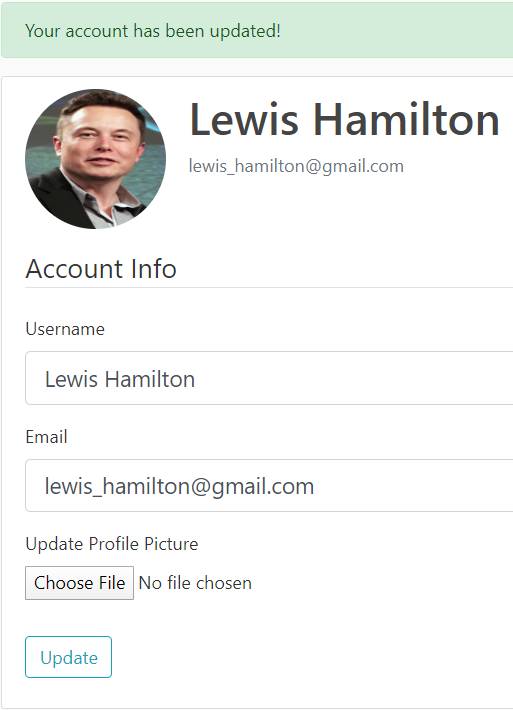 Your account has been updated!
Lewis Hamilton
lewis_hamilton@gmail.com
Account Info
Username
Lewis Hamilton
Email
lewis_hamilton@gmail.com
Update Profile Picture
Choose File No file chosen
Update